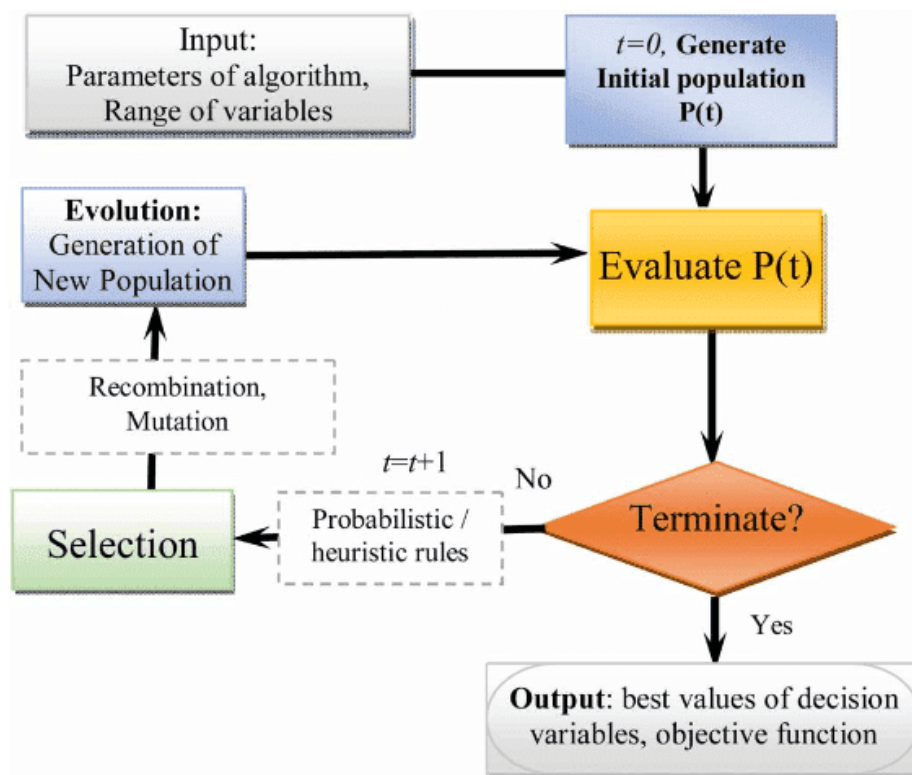 Input:
Parameters of algorithm,
Range of variables
t=0, Generate
Initial population
P(t)
Evolution:
Generation of
New Population
Evaluate P(t)
Recombination,
Mutation
t=t+1
No
Probabilistic /
heuristic rules
Selection
Terminate?
Yes
Output: best values of decision
variables, objective function